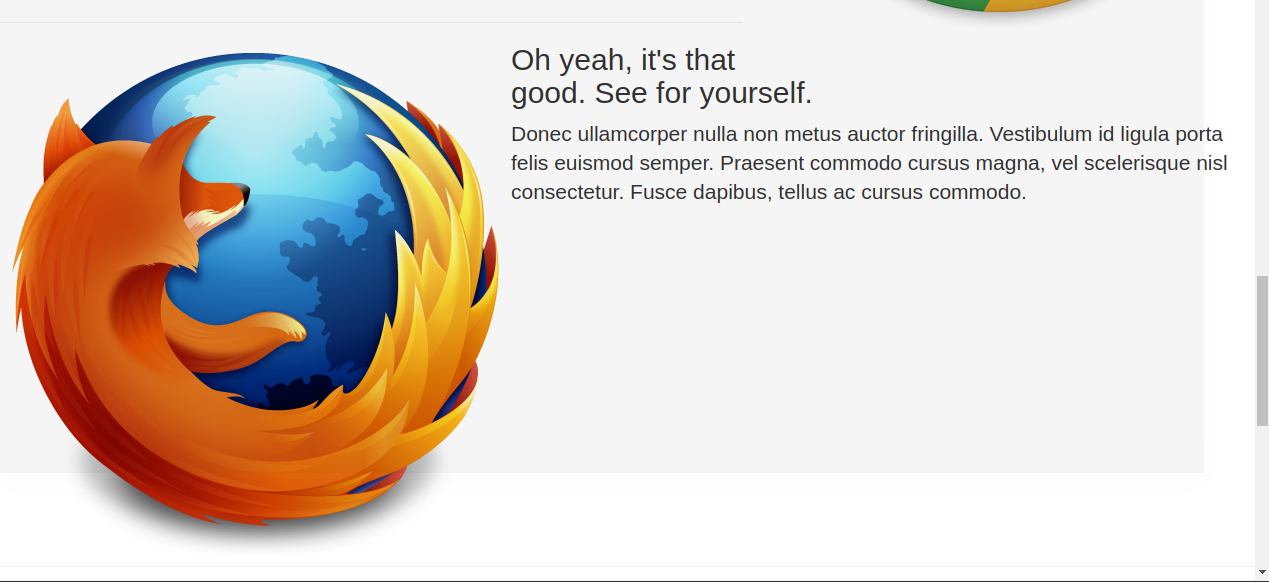 Oh yeah, it's that
good. See for yourself.
Donec ullamcorper nulla non metus auctor fringilla. Vestibulum id ligula porta
felis euismod semper. Praesent commodo cursus magna, vel scelerisque nisl
consectetur. Fusce dapibus, tellus ac cursus commodo.